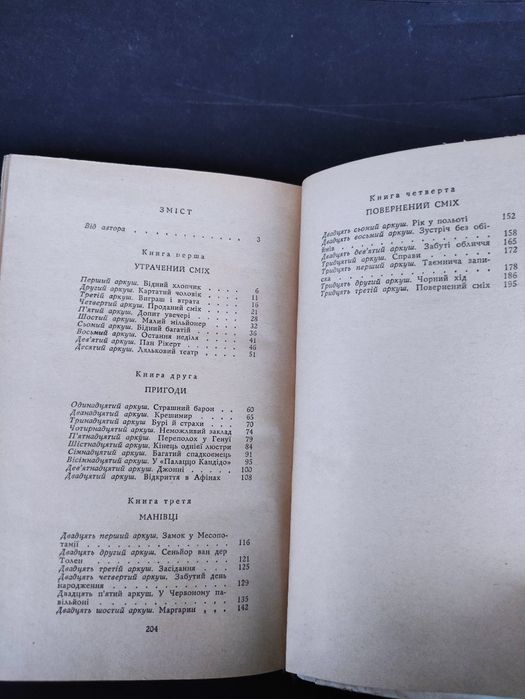 ЗМІСТ
Від автора . . . . . . . . . . . 3
Книга перша
УТРАЧЕНИЙ СМІХ
Перший аркуш. Бідний хлопчик . . . . 6
Другий аркуш. Картатий чоловік . . . 11
Третій аркуш. Виграш і втрата . . . . 16
Четвертий аркуш. Проданий сміх . . . 21
П'ятий аркуш. Допит увечері . . . . 28
Шостий аркуш. Малий мільйонер . . . 32
Сьомий аркуш. Бідний багатій . . . . 36
Восьмий аркуш. Остання неділя . . . 41
Дев'ятий аркуш. Пан Рікерт . . . . 46
Десятий аркуш. Ляльковий театр . . . 51
Книга друга
ПРИГОДИ
Одинадцятий аркуш. Страшний барон . . 60
Дванадцятий аркуш. Крешимир . . . . 65
Тринадцятий аркуш. Бурі й страхи . . . 70
Чотирнадцятий аркуш. Неможливий заклад . 74
П'ятнадцятий аркуш. Переполох у Генуї . 79
Шістнадцятий аркуш. Кінець однієї люстри . 84
Сімнадцятий аркуш. Багатий спадкоємець . 91
Вісімнадцятий аркуш. У «Палаццо Кандідо» . 95
Дев'ятнадцятий аркуш. Джонні . . . . 100
Двадцятий аркуш. Відкриття в Афінах . . 108
Книга третя
МАНІВЦІ
Двадцять перший аркуш. Замок у Месопо-
тамії . . . . . . . . . . . . 116
Двадцять другий аркуш. Сеньйор ван дер
Толен . . . . . . . . . . . . 121
Двадцять третій аркуш. Засідання . . . 125
Двадцять четвертий аркуш. Забутий день
народження . . . . . . . . . . 129
Двадцять п'ятий аркуш. У Червоному па-
вільйоні . . . . . . . . . . . 135
Двадцять шостий аркуш. Маргарин . . . 142
204
Книга четверта
ПОВЕРНЕНИЙ СМІХ
Двадцять сьомий аркуш. Рік у польоті 152
Двадцять восьмий аркуш. Зустріч без обі-
ймів . . . . . . . . . . . . 158
Двадцять дев'ятий аркуш. Забуті обличчя 165
Тридцятий аркуш. Справи . . . . . 172
Тридцять перший аркуш. Таємнича запи-
ска . . . . . . . . . . . . 178
Тридцять другий аркуш. Чорний хід . . 186
Тридцять третій аркуш. Повернений сміх 195